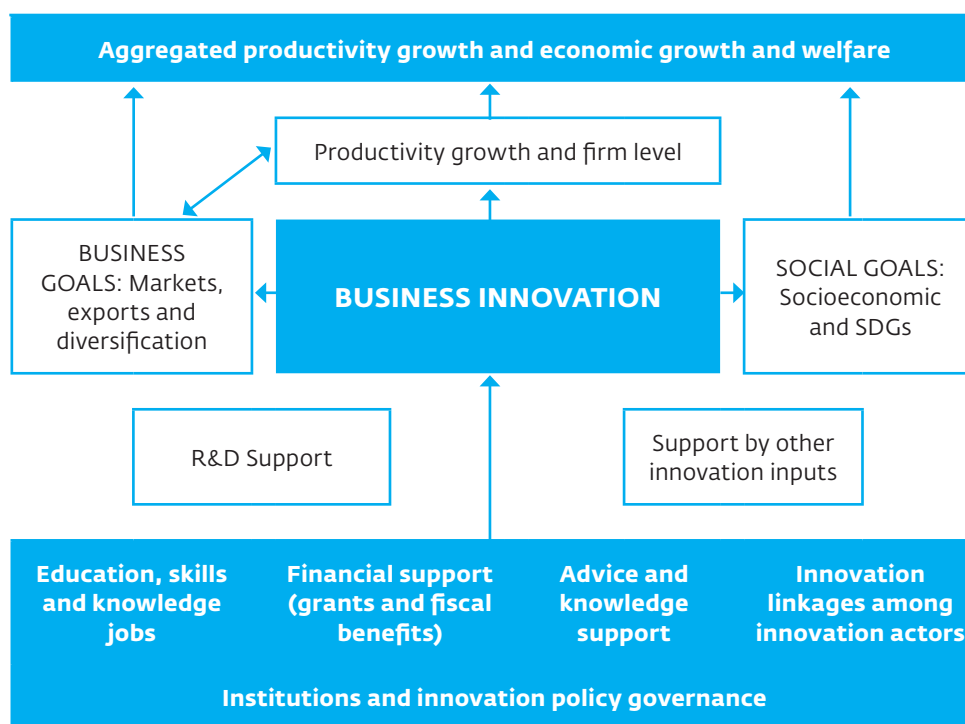 Aggregated productivity growth and economic growth and welfare
Productivity growth and firm level
BUSINESS
GOALS: Markets,
exports and
diversification
BUSINESS INNOVATION
SOCIAL GOALS:
Socioeconomic
and SDGs
R&D Support
Support by other
innovation inputs
Education, skills
and knowledge
jobs
Financial support
(grants and fiscal
benefits)
Advice and
knowledge
support
Innovation
linkages among
innovation actors
Institutions and innovation policy governance